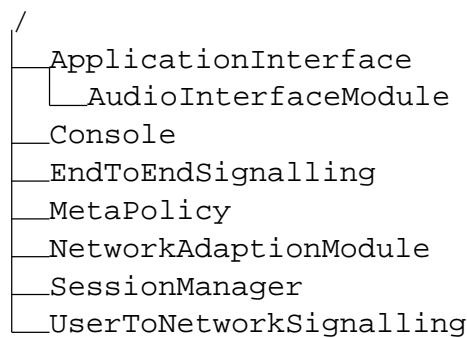 /
ApplicationInterface
AudioInterfaceModule
Console
EndToEndSignalling
MetaPolicy
NetworkAdaptionModule
SessionManager
UserToNetworkSignalling